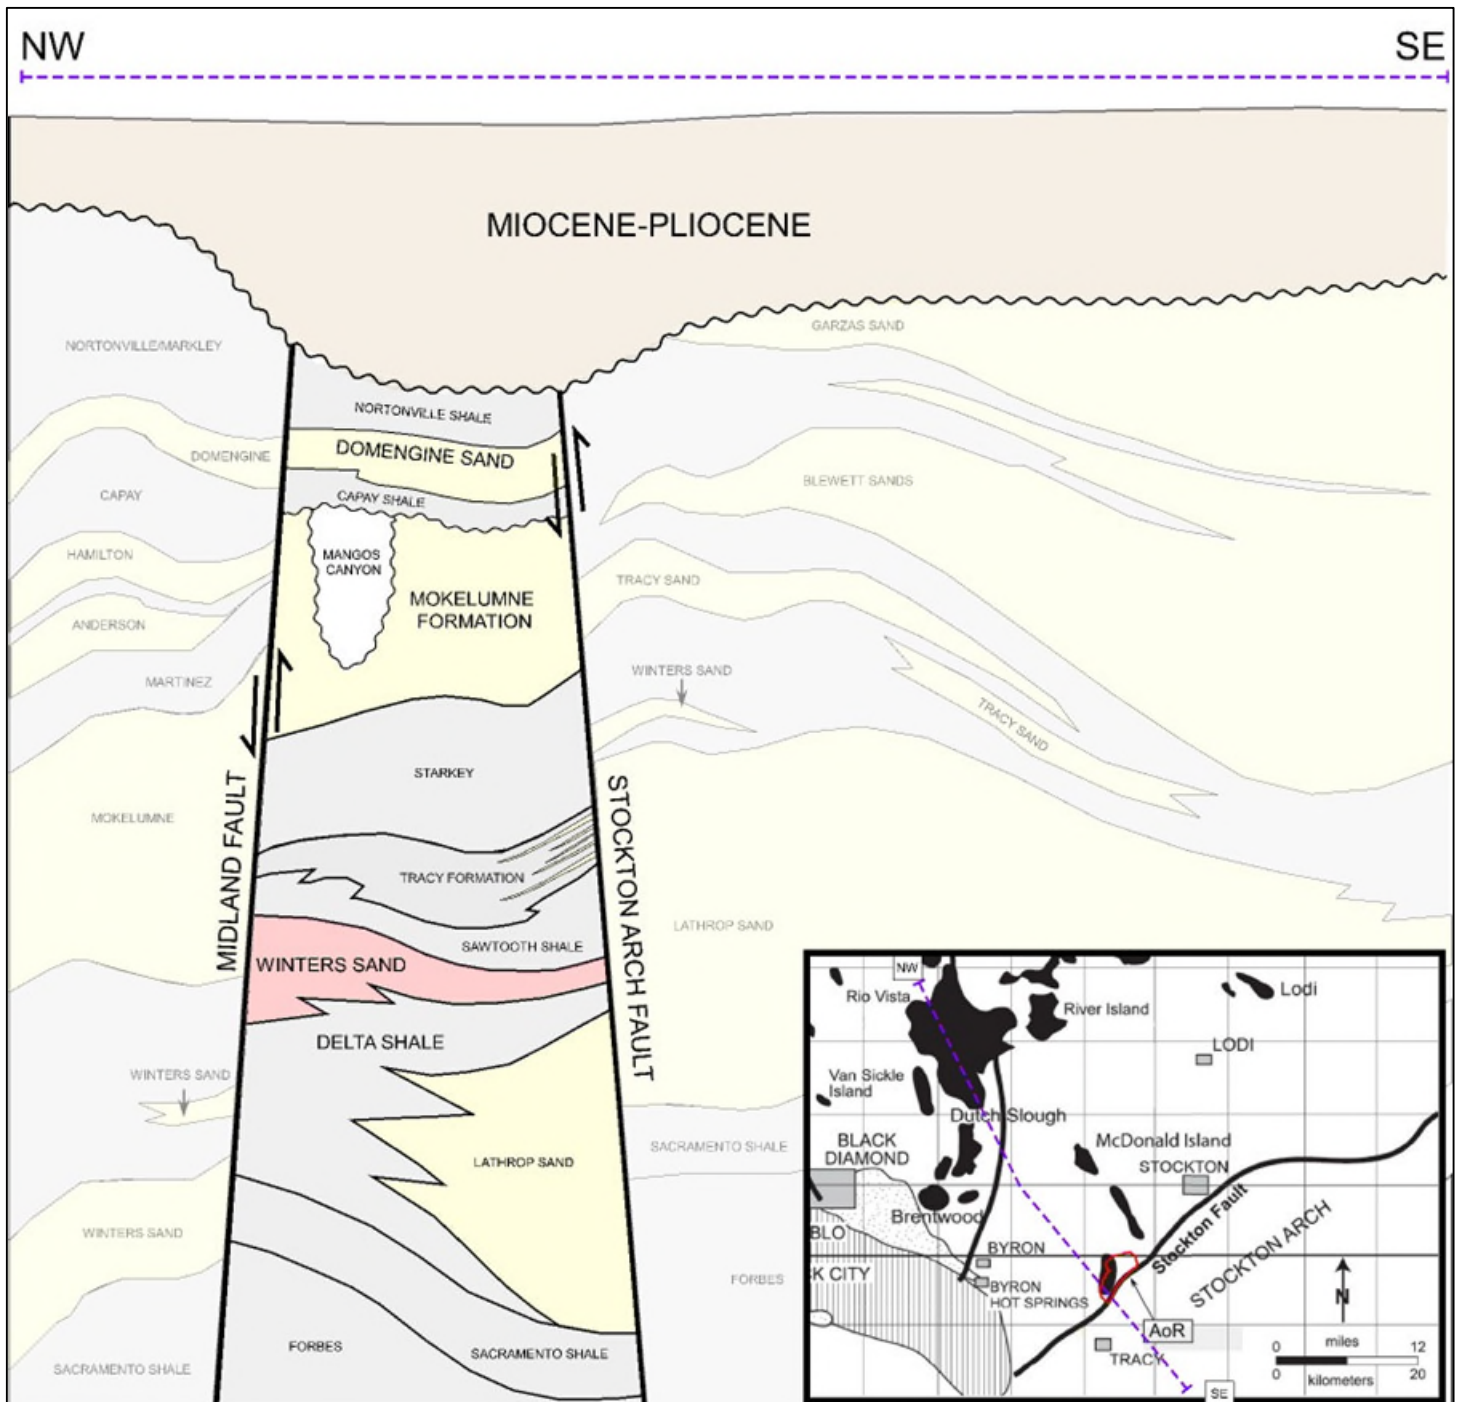 NW
SE
MIOCENE-PLIOCENE
GARZAS SAND
NORTONVILLE/MARKLEY
NORTONVILLE SHALE
DOMENGINE SAND
DOMENGINE
BLEWETT SANDS
CAPAY
CAPAY SHALE
HAMILTON
MANGOS
CANYON
TRACY SAND
MOKELUMNE
FORMATION
ANDERSON
WINTERS SAND
MARTINEZ
TRACY SAND
STARKEY
MIDLAND FAULT
STOCKTON ARCH FAULT
MOKELUMNE
TRACY FORMATION
LATHROP SAND
SAWTOOTH SHALE
WINTERS SAND
DELTA SHALE
WINTERS SAND
SACRAMENTO SHALE
LATHROP SAND
WINTERS SAND
FORBES
FORBES
SACRAMENTO SHALE
SACRAMENTO SHALE
NW
Rio Vista
River Island
Lodi
LODI
Van Sickle
Island
Dutch Slough
BLACK
DIAMOND
McDonald Island
STOCKTON
Brentwood
BLO
BYRON
K CITY
BYRON
HOT SPRINGS
Stockton Fault
STOCKTON ARCH
N
AoR
TRACY
0 miles 12
0 kilometers 20
SE